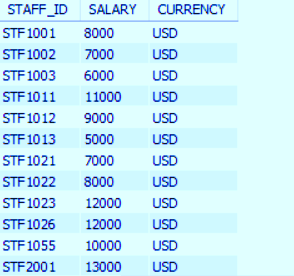 STAFF_ID SALARY CURRENCY
STF1001 8000 USD
STF1002 7000 USD
STF1003 6000 USD
STF1011 11000 USD
STF1012 9000 USD
STF1013 5000 USD
STF1021 7000 USD
STF1022 8000 USD
STF1023 12000 USD
STF1026 12000 USD
STF1055 10000 USD
STF2001 13000 USD